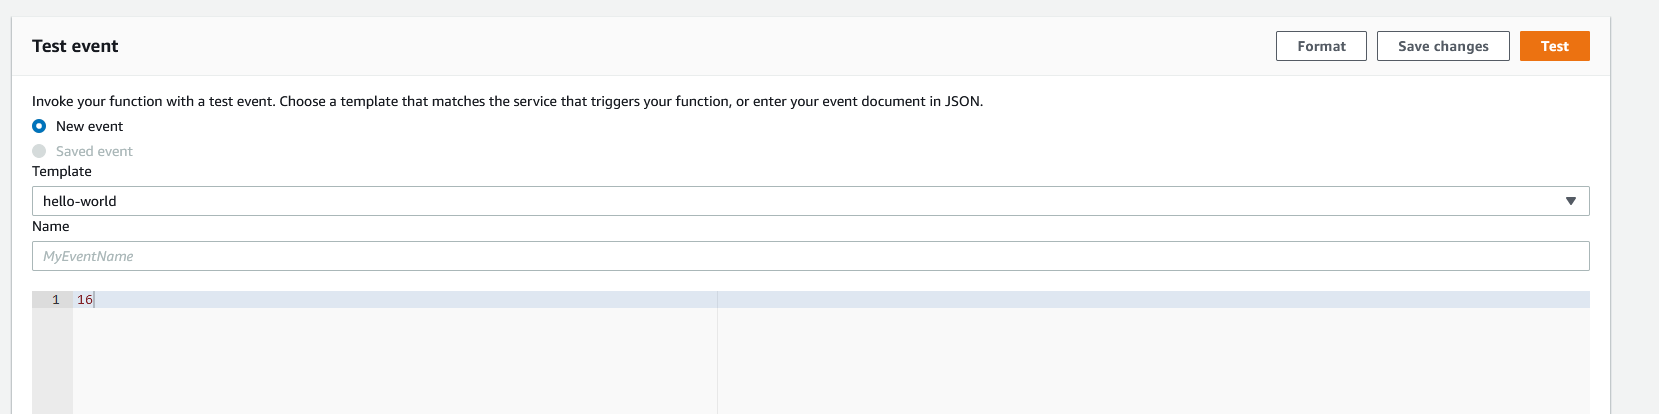 Test event
Format
Save changes
Test
Invoke your function with a test event. Choose a template that matches the service that triggers your function, or enter your event document in JSON.
New event
Saved event
Template
hello-world
Name
MyEventName
1 16